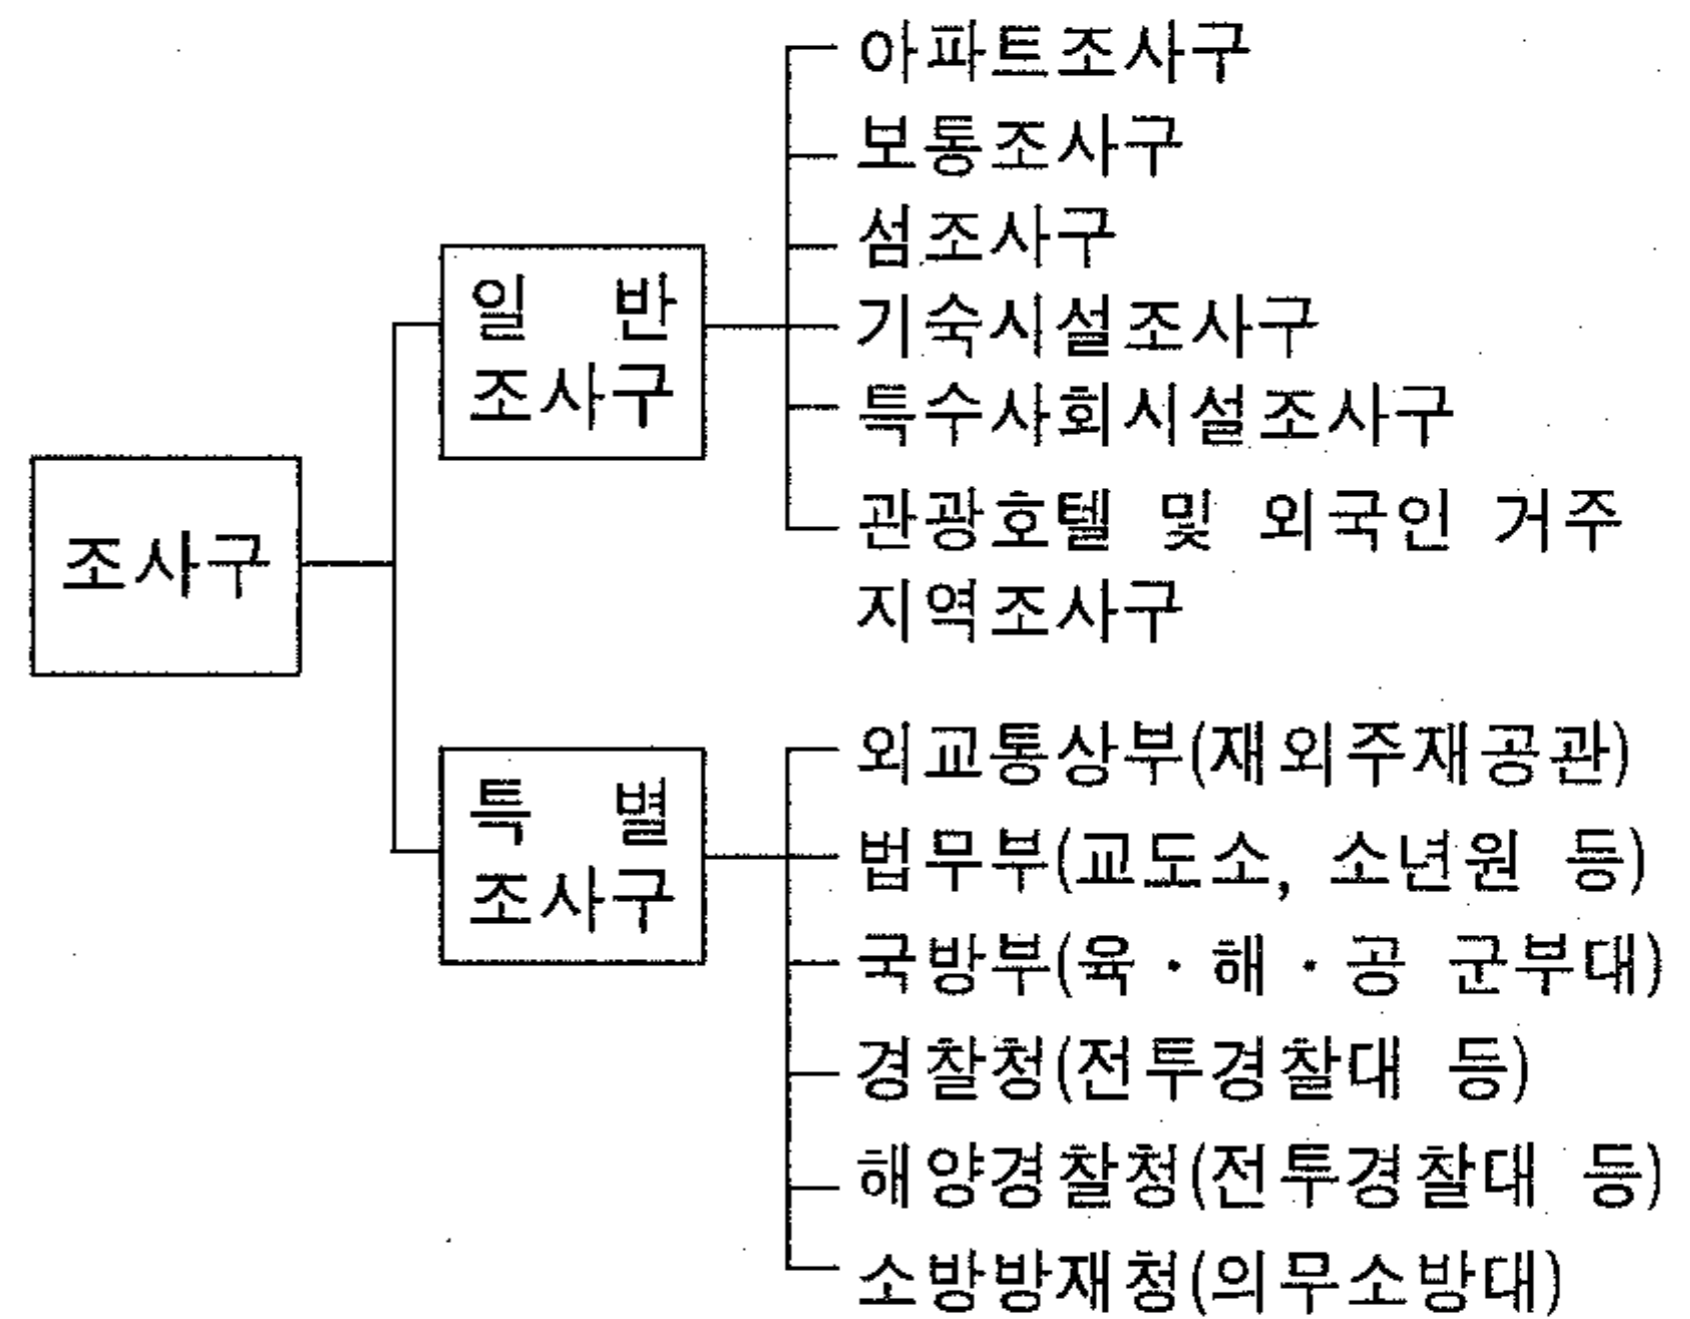 아파트조사구
보통조사구
섬조사구
일 반
조사구
기숙시설조사구
특수사회시설조사구
관광호텔 및 외국인 거주
지역조사구
조사구
특 별
조사구
외교통상부(재외주재공관)
법무부(교도소, 소년원 등)
국방부(육·해·공 군부대)
경찰청(전투경찰대 등)
해양경찰청(전투경찰대 등)
소방방재청(의무소방대)